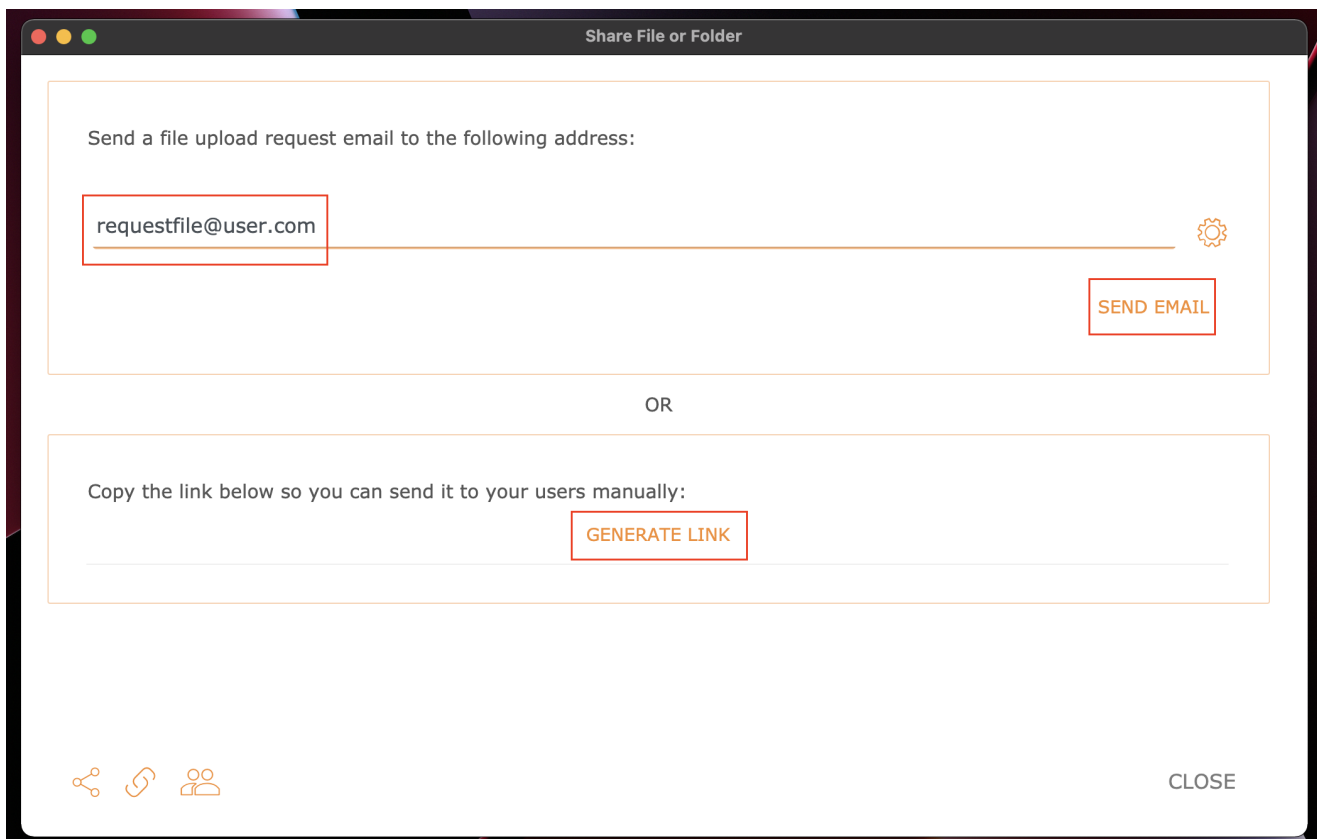 Share File or Folder
Send a file upload request email to the following address:
requestfile@user.com
SEND EMAIL
OR
Copy the link below so you can send it to your users manually:
GENERATE LINK
CLOSE